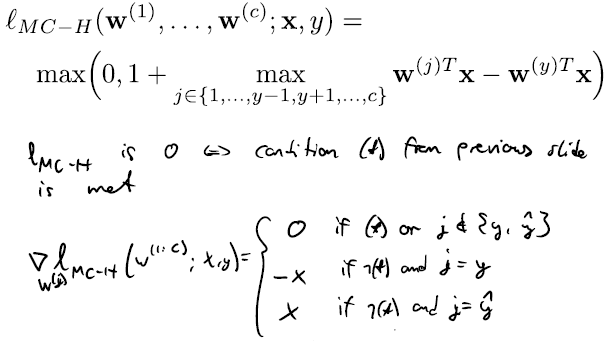 ℓ_{MC−H}(w^{(1)}, . . . , w^{(c)}; x, y) =
max(0, 1 + max_{j∈{1,...,y−1,y+1,...,c}} w^{(j)T}x − w^{(y)T}x)
ℓ_{MC-H} is 0 ⇔ condition (*) from previous slide
is met
∇_{w^{(j)}} ℓ_{MC-H}(w^{(1:c)}; x,y) = { 0 if (*) or j ∉ {y, ŷ}
−x if ¬(*) and j = y
x if ¬(*) and j = ŷ